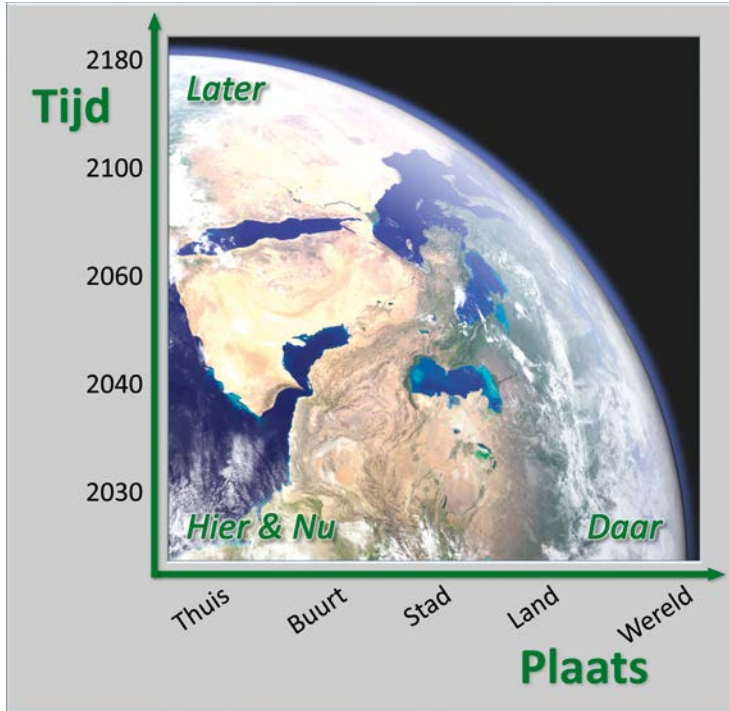 2180
Tijd
Later
2100
2060
2040
2030
Hier & Nu
Daar
Thuis
Buurt
Stad
Land
Wereld
Plaats